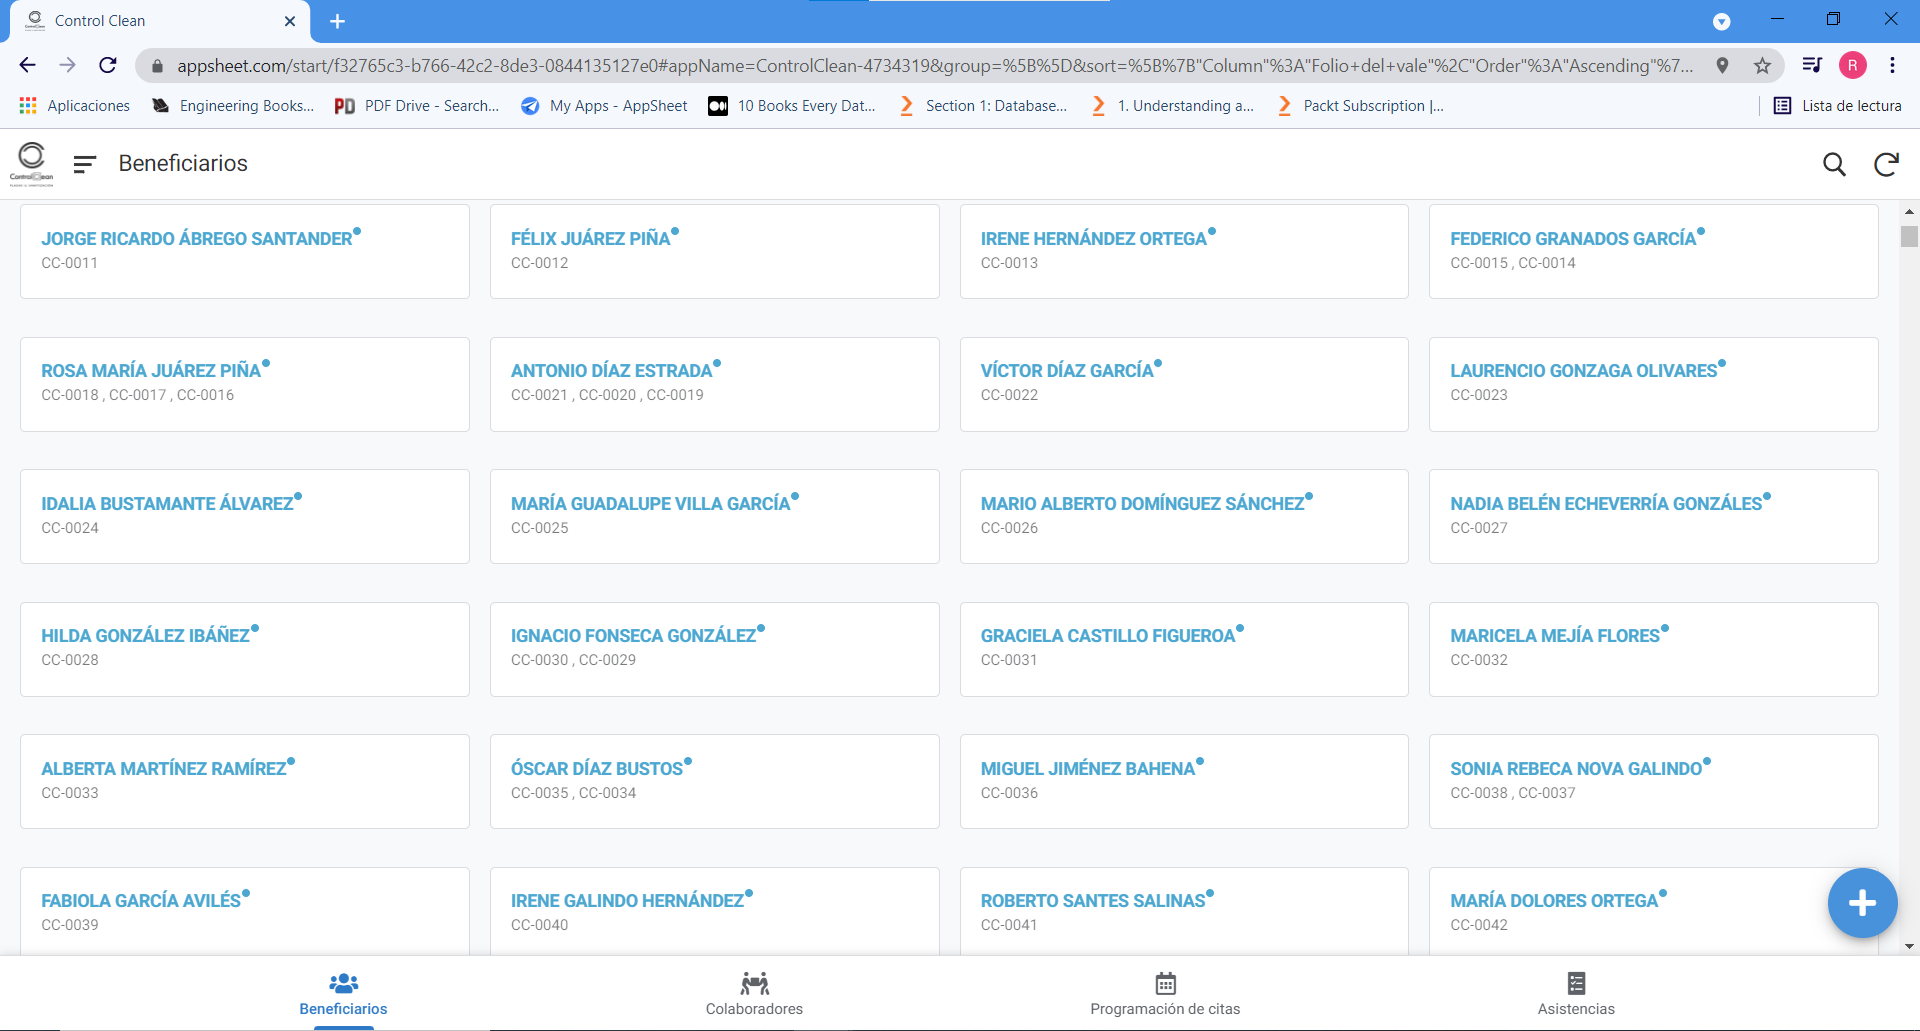 Control Clean
appsheet.com/start/f32765c3-b766-42c2-8de3-0844135127e0#appName=ControlClean-4734319&group=%5B%5D&sort=%5B%7B"Column"%3A"Folio+del+vale"%2C"Order"%3A"Ascending"%7...
R
Aplicaciones
Engineering Books...
PD
PDF Drive - Search...
My Apps - AppSheet
10 Books Every Dat...
Section 1: Database...
1. Understanding a...
Packt Subscription |...
Lista de lectura
ControlClean
Beneficiarios
JORGE RICARDO ÁBREGO SANTANDER
CC-0011
FÉLIX JUÁREZ PIÑA
CC-0012
IRENE HERNÁNDEZ ORTEGA
CC-0013
FEDERICO GRANADOS GARCÍA
CC-0015 , CC-0014
ROSA MARÍA JUÁREZ PIÑA
CC-0018 , CC-0017 , CC-0016
ANTONIO DÍAZ ESTRADA
CC-0021 , CC-0020 , CC-0019
VÍCTOR DÍAZ GARCÍA
CC-0022
LAURENCIO GONZAGA OLIVARES
CC-0023
IDALIA BUSTAMANTE ÁLVAREZ
CC-0024
MARÍA GUADALUPE VILLA GARCÍA
CC-0025
MARIO ALBERTO DOMÍNGUEZ SÁNCHEZ
CC-0026
NADIA BELÉN ECHEVERRÍA GONZÁLES
CC-0027
HILDA GONZÁLEZ IBÁÑEZ
CC-0028
IGNACIO FONSECA GONZÁLEZ
CC-0030 , CC-0029
GRACIELA CASTILLO FIGUEROA
CC-0031
MARICELA MEJÍA FLORES
CC-0032
ALBERTA MARTÍNEZ RAMÍREZ
CC-0033
ÓSCAR DÍAZ BUSTOS
CC-0035 , CC-0034
MIGUEL JIMÉNEZ BAHENA
CC-0036
SONIA REBECA NOVA GALINDO
CC-0038 , CC-0037
FABIOLA GARCÍA AVILÉS
CC-0039
IRENE GALINDO HERNÁNDEZ
CC-0040
ROBERTO SANTES SALINAS
CC-0041
MARÍA DOLORES ORTEGA
CC-0042
Beneficiarios
Colaboradores
Programación de citas
Asistencias